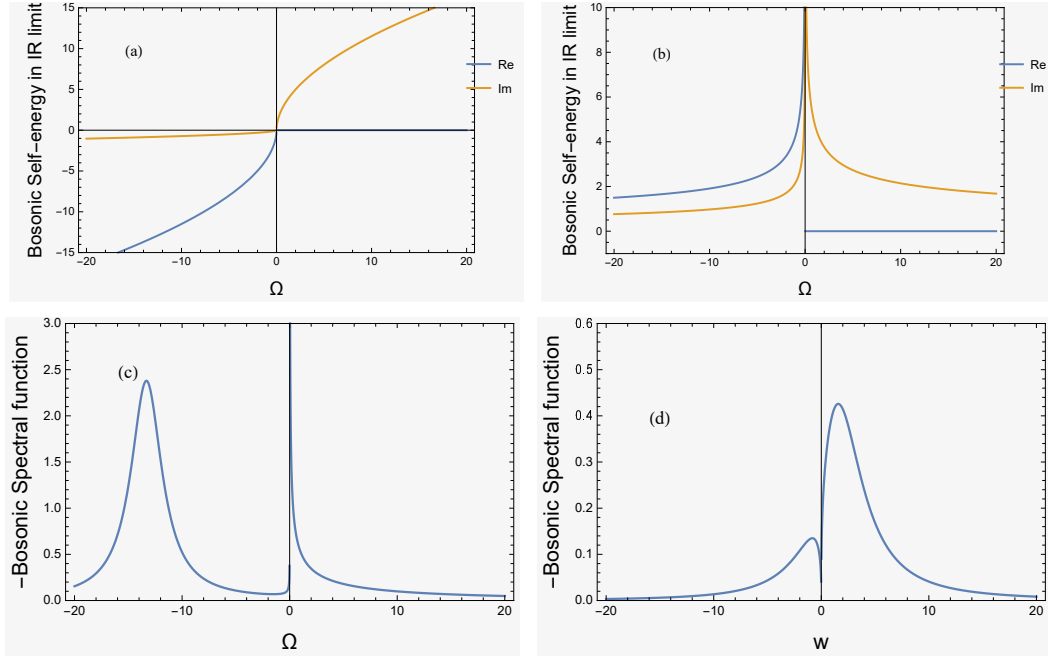 Bosonic Self-energy in IR limit
15
10
5
0
-5
-10
-15
(a)
Re
Im
-20
-10
0
10
20
Ω
Bosonic Self-energy in IR limit
10
8
6
4
2
0
(b)
Re
Im
-20
-10
0
10
20
Ω
-Bosonic Spectral function
3.0
2.5
2.0
1.5
1.0
0.5
0.0
(c)
-20
-10
0
10
20
Ω
-Bosonic Spectral function
0.6
0.5
0.4
0.3
0.2
0.1
0.0
(d)
-20
-10
0
10
20
w